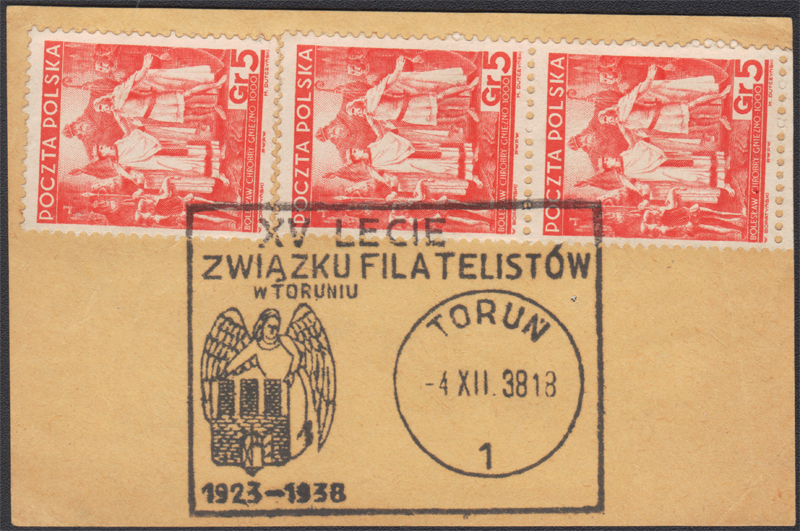 POCZTA POLSKA
Gr 5
BOLESŁAW CHROBRY GNIEZNO 1000
POCZTA POLSKA
Gr 5
BOLESŁAW CHROBRY GNIEZNO 1000
POCZTA POLSKA
Gr 5
BOLESŁAW CHROBRY GNIEZNO 1000
XV LECIE
ZWIĄZKU FILATELISTÓW
W TORUNIU
TORUŃ
-4 XII. 38 18
1
1923-1938